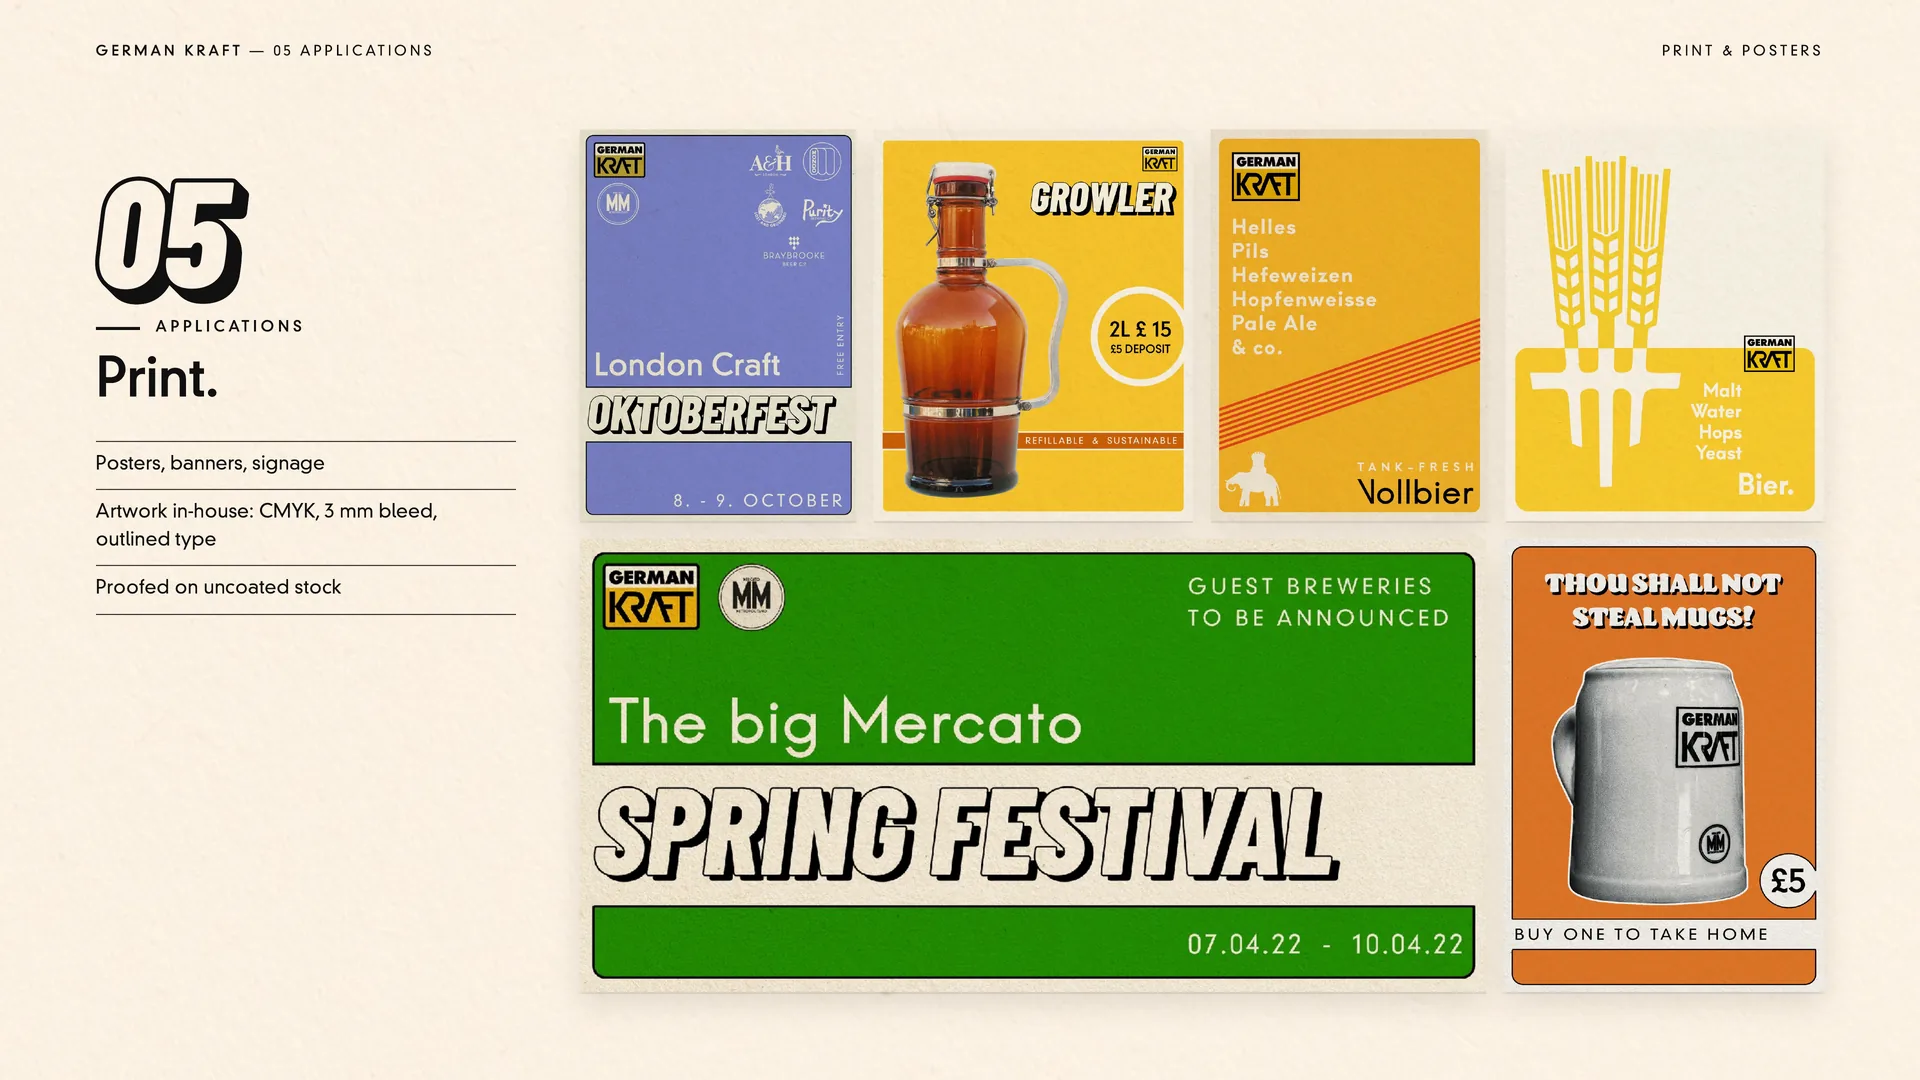 GERMAN KRAFT — 05 APPLICATIONS
PRINT & POSTERS
05
APPLICATIONS
Print.
Posters, banners, signage
Artwork in-house: CMYK, 3 mm bleed,
outlined type
Proofed on uncoated stock
GERMAN
KRAFT
A&H
MM
Purity
BRAYBROOKE
BEER CO
FREE ENTRY
London Craft
OKTOBERFEST
8. - 9. OCTOBER
GERMAN
KRAFT
GROWLER
2L £ 15
£5 DEPOSIT
REFILLABLE & SUSTAINABLE
GERMAN
KRAFT
Helles
Pils
Hefeweizen
Hopfenweisse
Pale Ale
& co.
TANK-FRESH
Vollbier
GERMAN
KRAFT
Malt
Water
Hops
Yeast
Bier.
GERMAN
KRAFT
MM
GUEST BREWERIES
TO BE ANNOUNCED
The big Mercato
SPRING FESTIVAL
07.04.22 - 10.04.22
THOU SHALL NOT
STEAL MUGS!
GERMAN
KRAFT
MM
£5
BUY ONE TO TAKE HOME